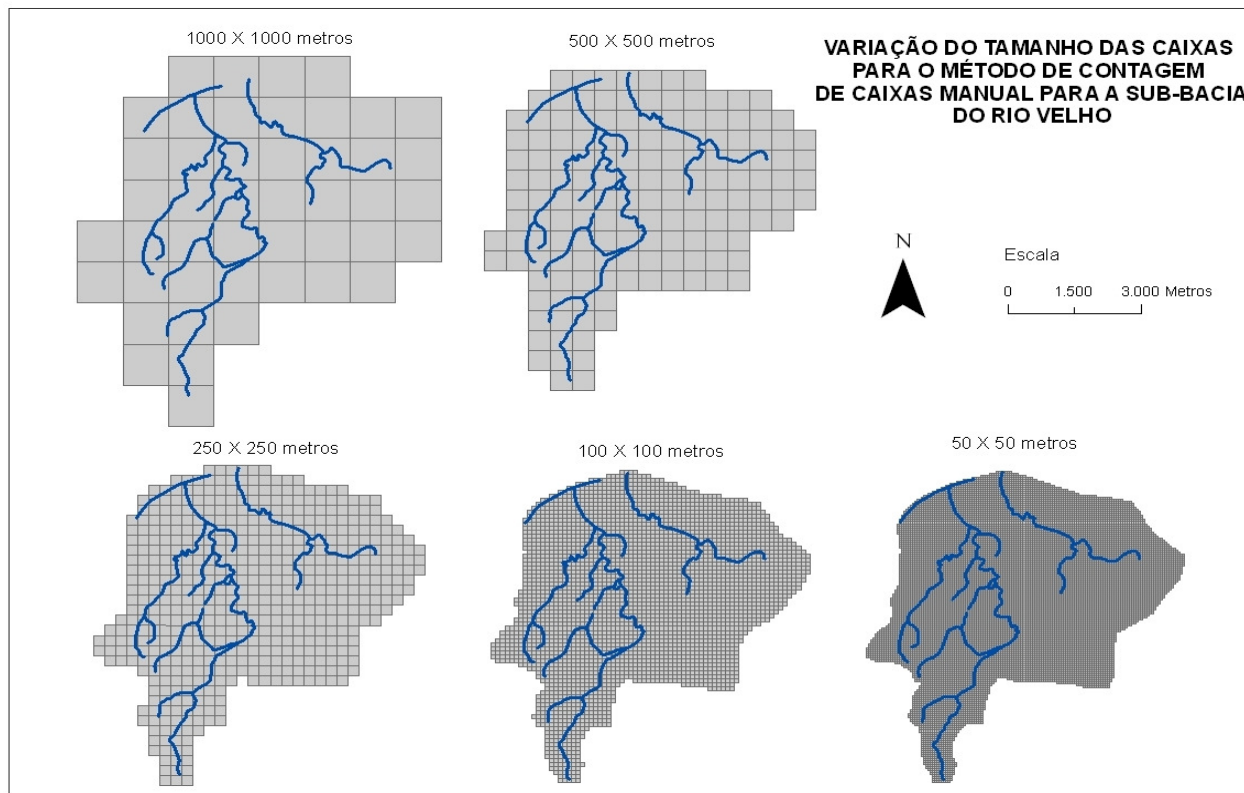 1000 X 1000 metros
500 X 500 metros
VARIAÇÃO DO TAMANHO DAS CAIXAS
PARA O MÉTODO DE CONTAGEM
DE CAIXAS MANUAL PARA A SUB-BACIA
DO RIO VELHO
N
Escala
0 1.500 3.000 Metros
250 X 250 metros
100 X 100 metros
50 X 50 metros